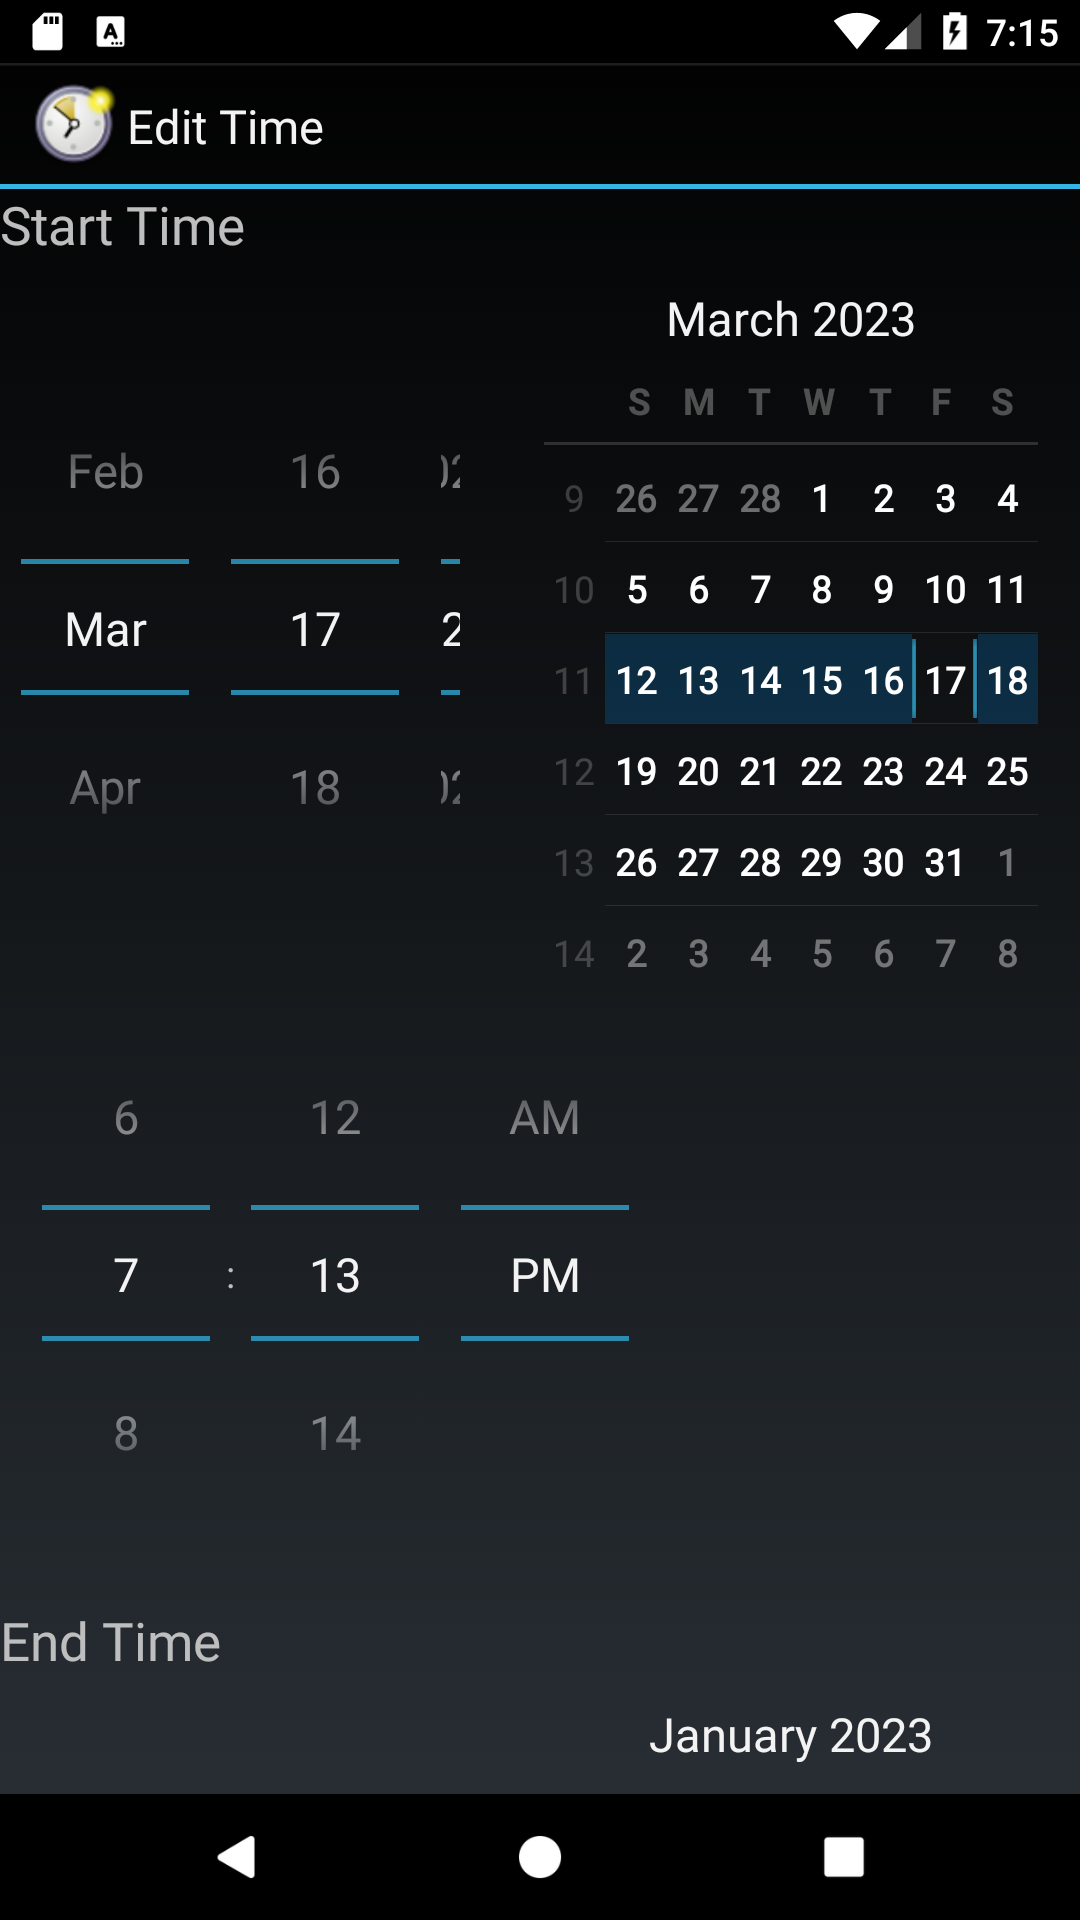 7:15
Edit Time
Start Time
March 2023
S M T W T F S
9 26 27 28 1 2 3 4
10 5 6 7 8 9 10 11
11 12 13 14 15 16 17 18
12 19 20 21 22 23 24 25
13 26 27 28 29 30 31 1
14 2 3 4 5 6 7 8
Feb 16
Mar 17 2
Apr 18
6 12 AM
7 : 13 PM
8 14
End Time
January 2023